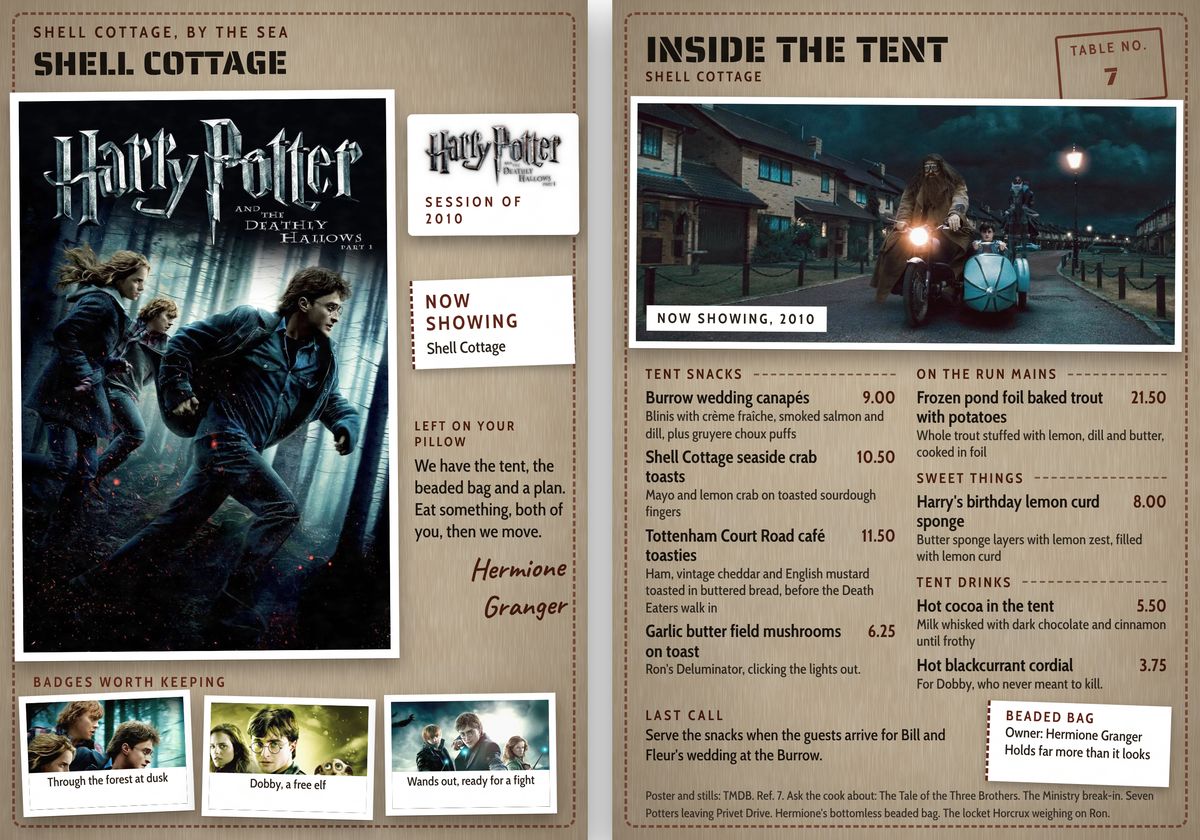 SHELL COTTAGE, BY THE SEA
SHELL COTTAGE
Harry Potter
AND THE
DEATHLY
HALLOWS
PART 1
Harry Potter
AND THE
DEATHLY
HALLOWS
PART 1
SESSION OF
2010
NOW
SHOWING
Shell Cottage
LEFT ON YOUR
PILLOW
We have the tent, the
beaded bag and a plan.
Eat something, both of
you, then we move.
Hermione
Granger
BADGES WORTH KEEPING
Through the forest at dusk
Dobby, a free elf
Wands out, ready for a fight
INSIDE THE TENT
SHELL COTTAGE
TABLE NO.
7
NOW SHOWING, 2010
TENT SNACKS
Burrow wedding canapés 9.00
Blinis with crème fraîche, smoked salmon and
dill, plus gruyere choux puffs
Shell Cottage seaside crab 10.50
toasts
Mayo and lemon crab on toasted sourdough
fingers
Tottenham Court Road café 11.50
toasties
Ham, vintage cheddar and English mustard
toasted in buttered bread, before the Death
Eaters walk in
Garlic butter field mushrooms 6.25
on toast
Ron's Deluminator, clicking the lights out.
ON THE RUN MAINS
Frozen pond foil baked trout 21.50
with potatoes
Whole trout stuffed with lemon, dill and butter,
cooked in foil
SWEET THINGS
Harry's birthday lemon curd 8.00
sponge
Butter sponge layers with lemon zest, filled
with lemon curd
TENT DRINKS
Hot cocoa in the tent 5.50
Milk whisked with dark chocolate and cinnamon
until frothy
Hot blackcurrant cordial 3.75
For Dobby, who never meant to kill.
LAST CALL
Serve the snacks when the guests arrive for Bill and
Fleur's wedding at the Burrow.
BEADED BAG
Owner: Hermione Granger
Holds far more than it looks
Poster and stills: TMDB. Ref. 7. Ask the cook about: The Tale of the Three Brothers. The Ministry break-in. Seven
Potters leaving Privet Drive. Hermione's bottomless beaded bag. The locket Horcrux weighing on Ron.